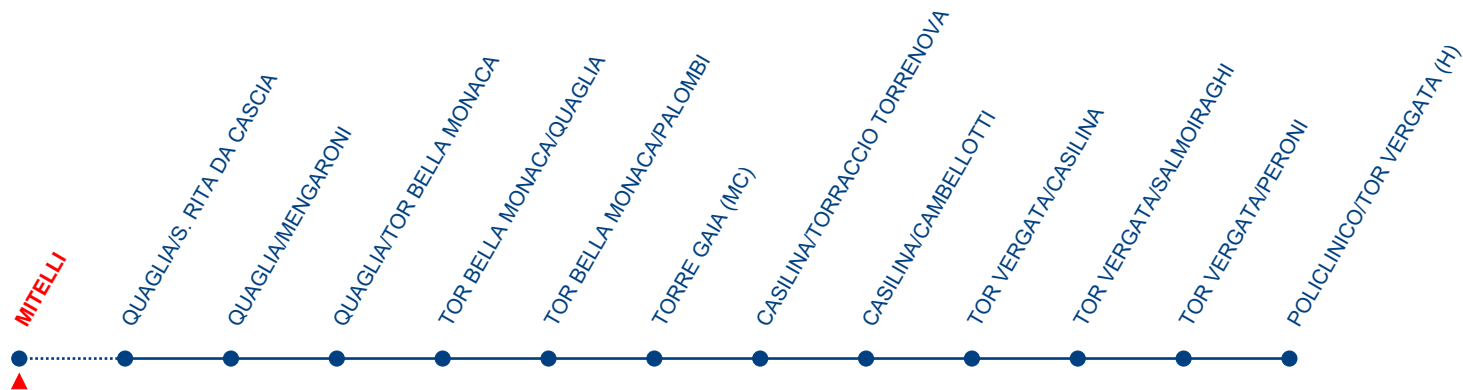 MITELLI
QUAGLIA/S. RITA DA CASCIA
QUAGLIA/MENGARONI
QUAGLIA/TOR BELLA MONACA
TOR BELLA MONACA/QUAGLIA
TOR BELLA MONACA/PALOMBI
TORRE GAIA (MC)
CASILINA/TORRACCIO TORRENOVA
CASILINA/CAMBELLOTTI
TOR VERGATA/CASILINA
TOR VERGATA/SALMOIRAGHI
TOR VERGATA/PERONI
POLICLINICO/TOR VERGATA (H)